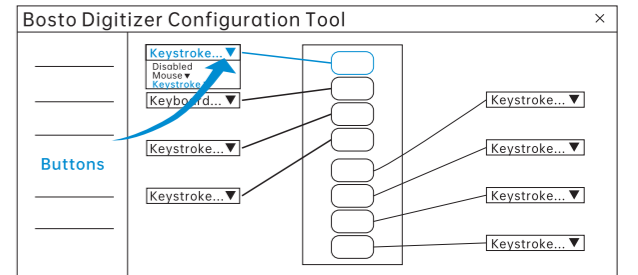 Bosto Digitizer Configuration Tool ×
Keystroke...▼
Disabled
Mouse▼
Keystroke
Keyboard...▼
Keystroke...▼
Keystroke...▼
Buttons
Keystroke...▼
Keystroke...▼
Keystroke...▼
Keystroke...▼